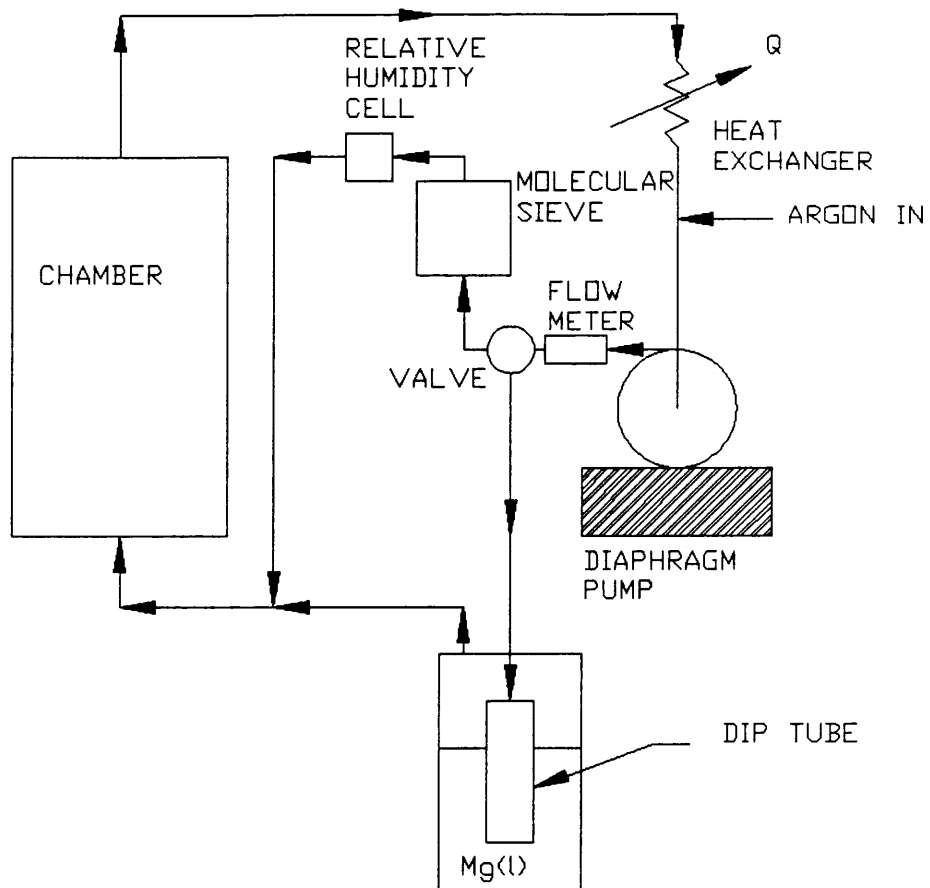 RELATIVE
HUMIDITY
CELL
Q
HEAT
EXCHANGER
MOLECULAR
SIEVE
ARGON IN
CHAMBER
FLOW
METER
VALVE
DIAPHRAGM
PUMP
DIP TUBE
Mg(l)